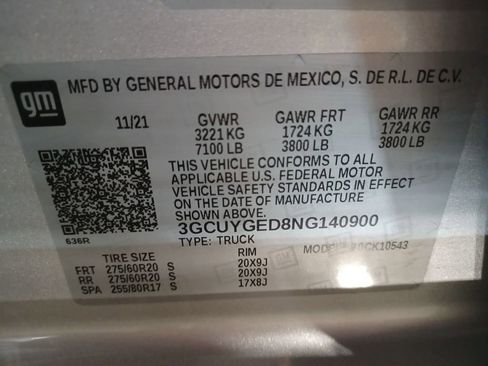 gm
MFD BY GENERAL MOTORS DE MEXICO, S. DE R.L. DE C.V.
11/21 GVWR GAWR FRT GAWR RR
3221 KG 1724 KG 1724 KG
7100 LB 3800 LB 3800 LB
THIS VEHICLE CONFORMS TO ALL
APPLICABLE U.S. FEDERAL MOTOR
VEHICLE SAFETY STANDARDS IN EFFECT
ON THE DATE OF MANUFACTURE
SHOWN ABOVE.
3GCUYGED8NG140900
636R
TYPE: TRUCK
TIRE SIZE RIM
FRT 275/60R20 S 20X9J
RR 275/60R20 S 20X9J
SPA 255/80R17 S 17X8J